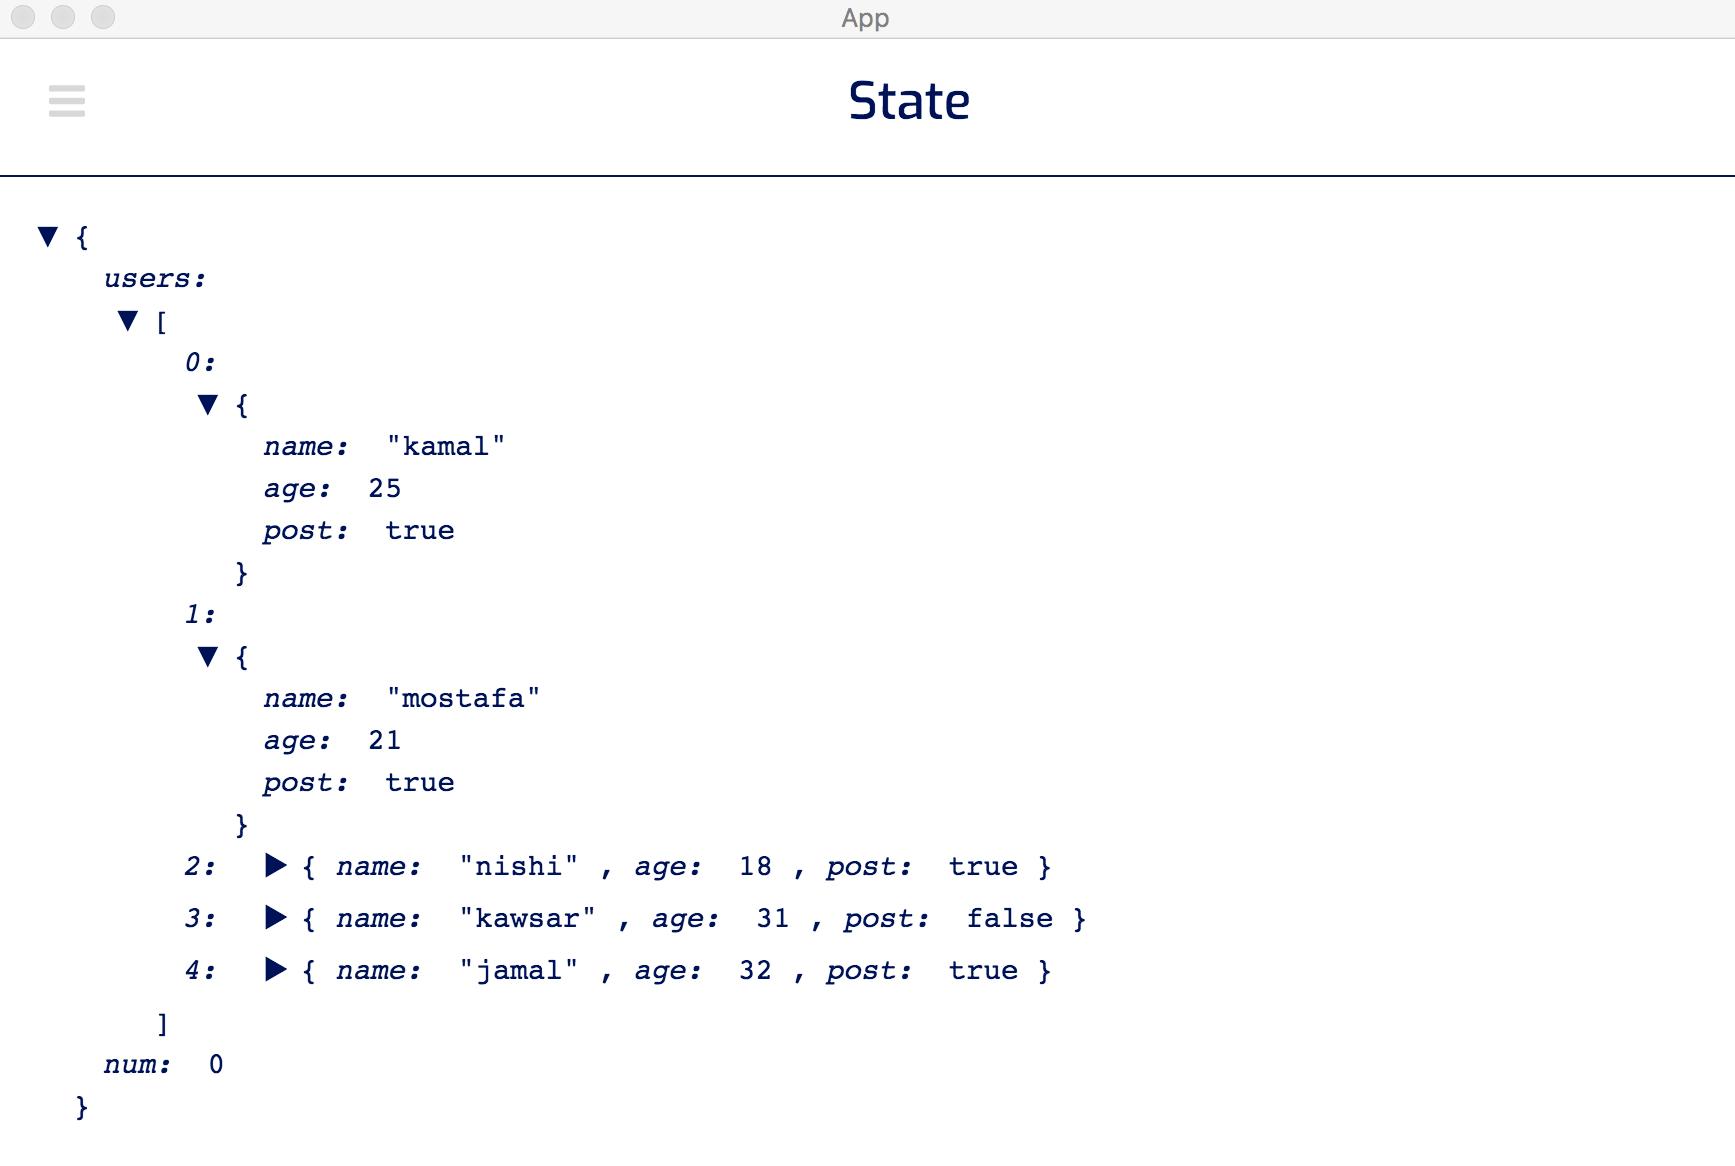 App
State
▼ {
users:
▼ [
0:
▼ {
name: "kamal"
age: 25
post: true
}
1:
▼ {
name: "mostafa"
age: 21
post: true
}
2: ▶ { name: "nishi" , age: 18 , post: true }
3: ▶ { name: "kawsar" , age: 31 , post: false }
4: ▶ { name: "jamal" , age: 32 , post: true }
]
num: 0
}